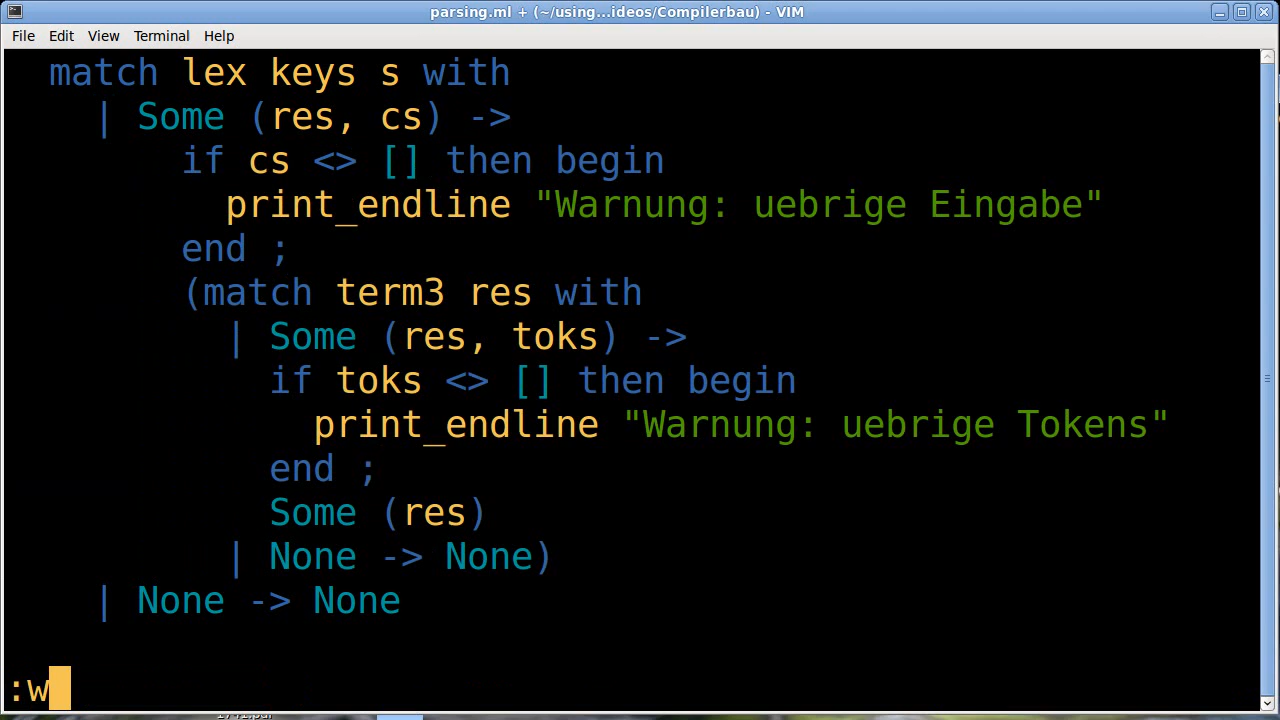 parsing.ml + (~/using...ideos/Compilerbau) - VIM
File Edit View Terminal Help
match lex keys s with
| Some (res, cs) ->
if cs <> [] then begin
print_endline "Warnung: uebrige Eingabe"
end ;
(match term3 res with
| Some (res, toks) ->
if toks <> [] then begin
print_endline "Warnung: uebrige Tokens"
end ;
Some (res)
| None -> None)
| None -> None
:w